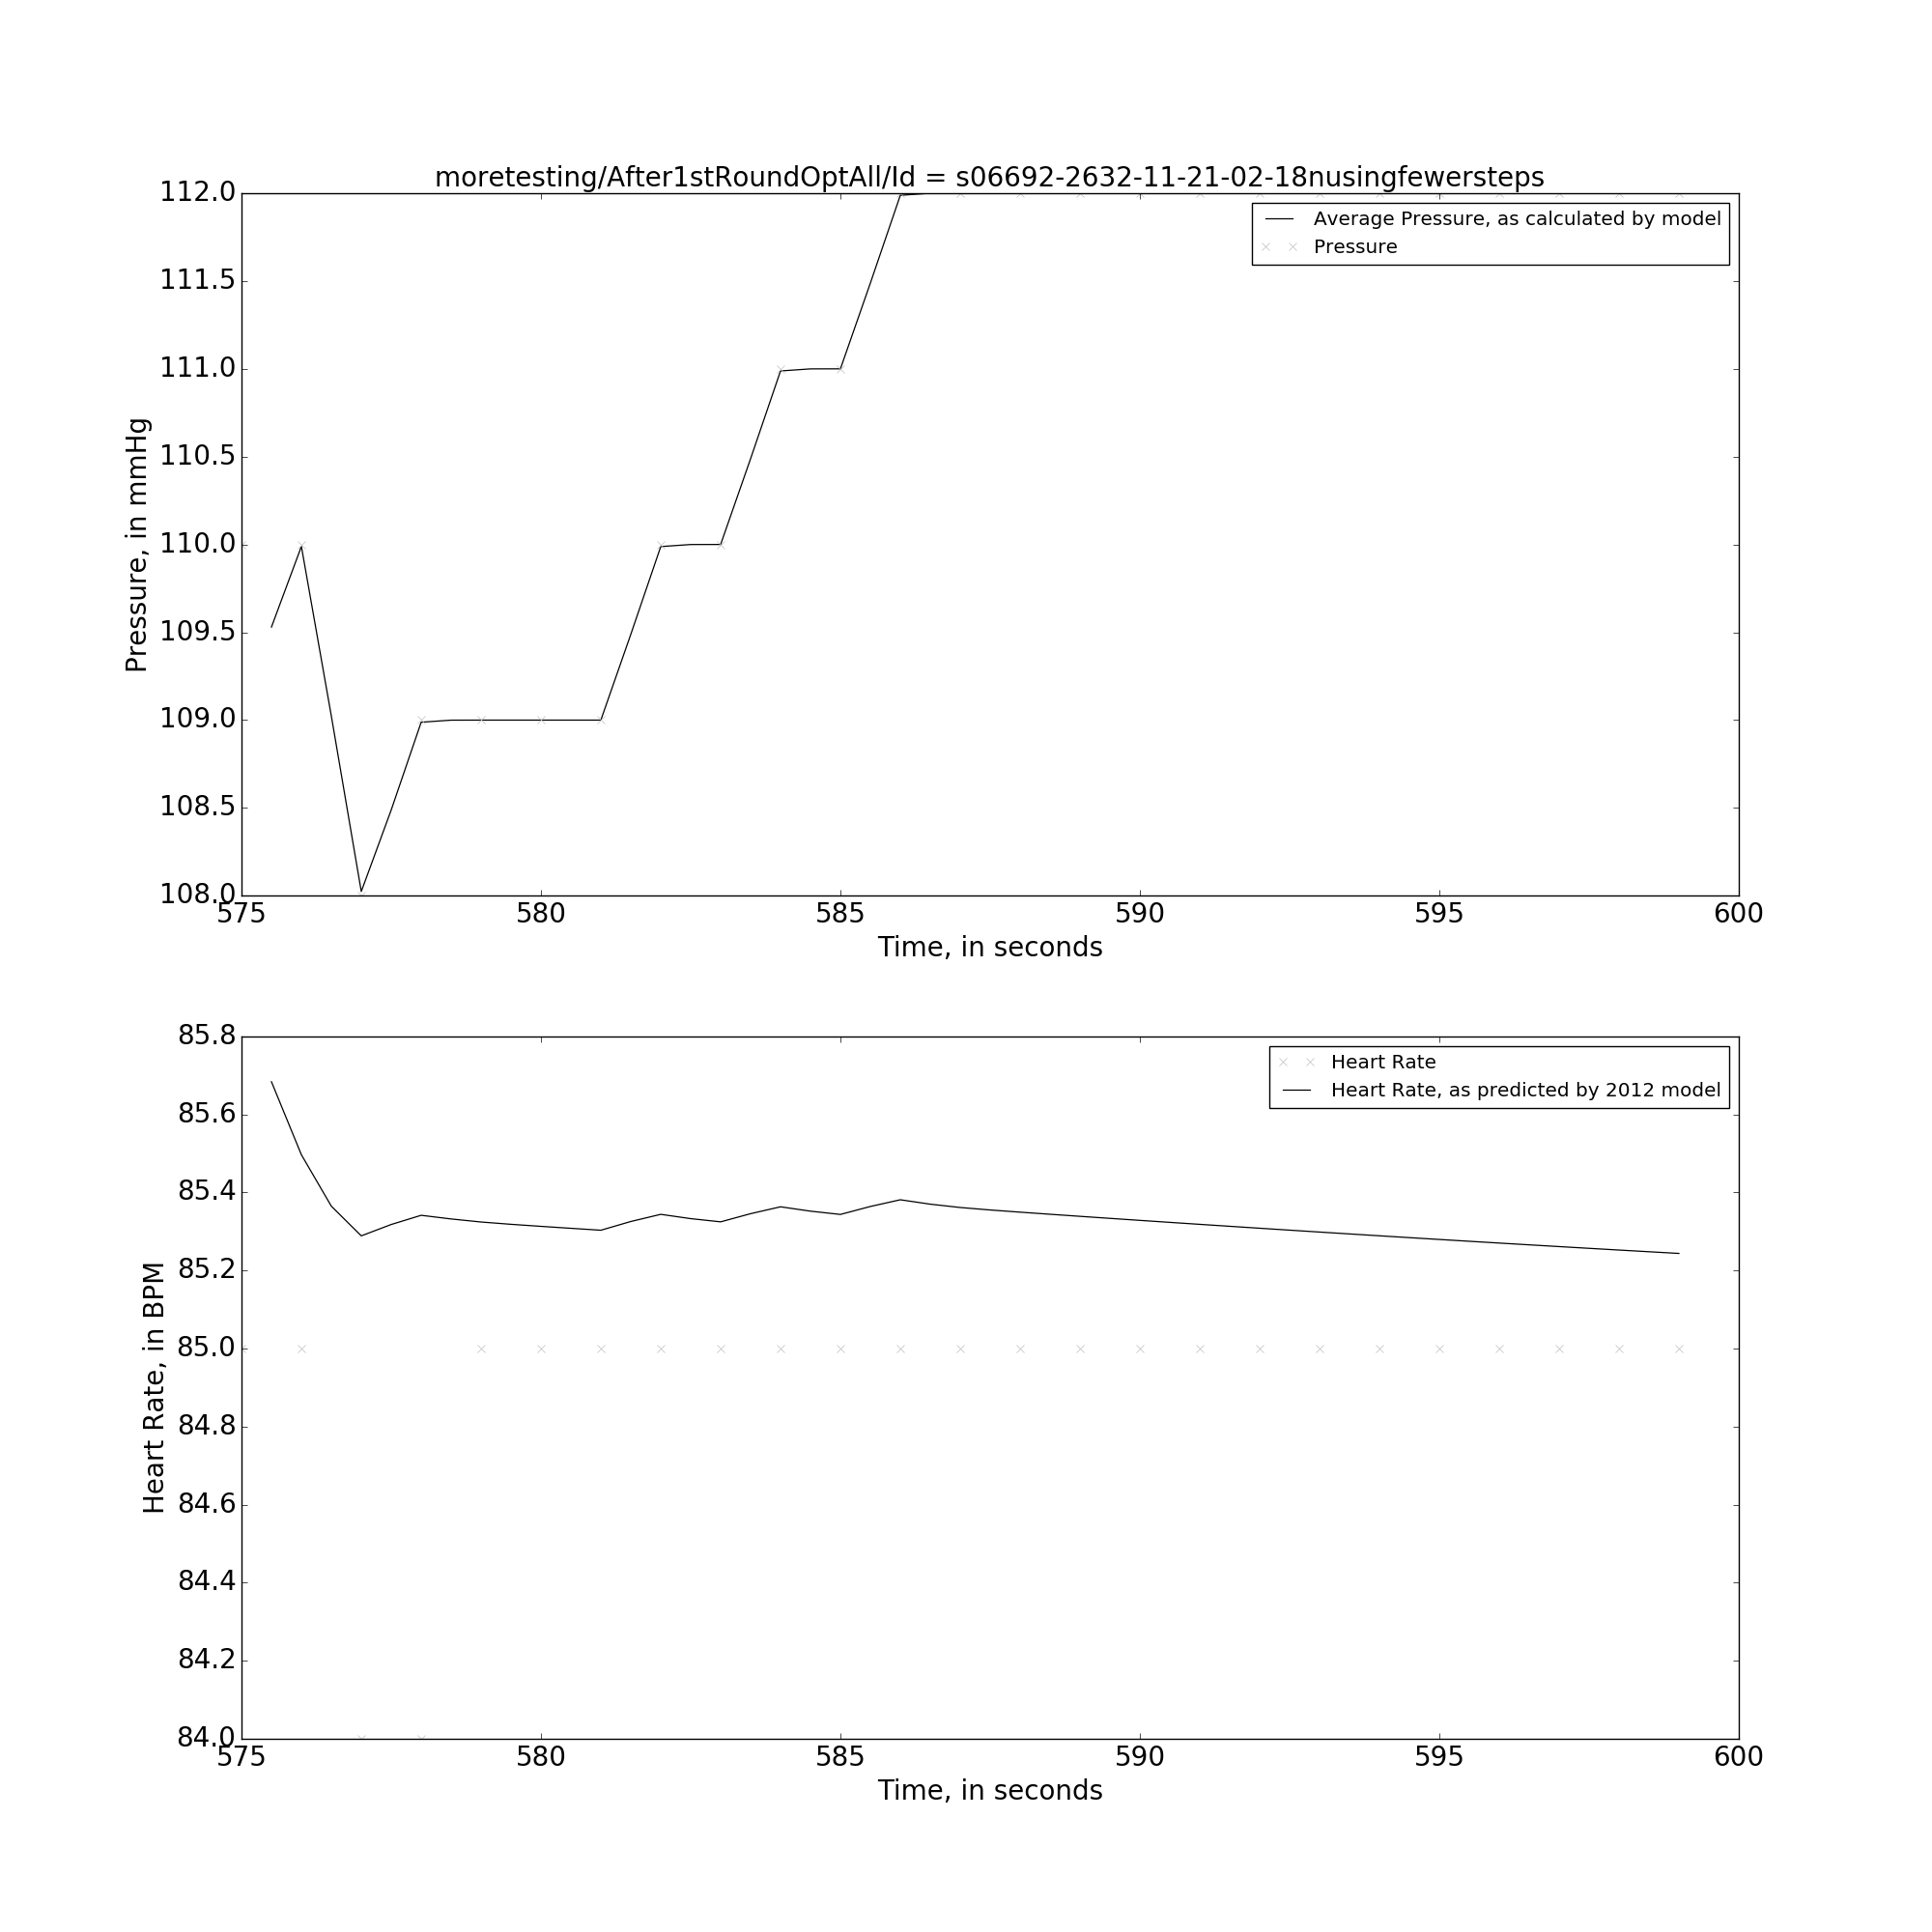 moretesting/After1stRoundOptAll/Id = s06692-2632-11-21-02-18nusingfewersteps
112.0
111.5
111.0
110.5
110.0
109.5
109.0
108.5
108.0
Pressure, in mmHg
Average Pressure, as calculated by model
Pressure
575 580 585 590 595 600
Time, in seconds
85.8
85.6
85.4
85.2
85.0
84.8
84.6
84.4
84.2
84.0
Heart Rate, in BPM
Heart Rate
Heart Rate, as predicted by 2012 model
575 580 585 590 595 600
Time, in seconds